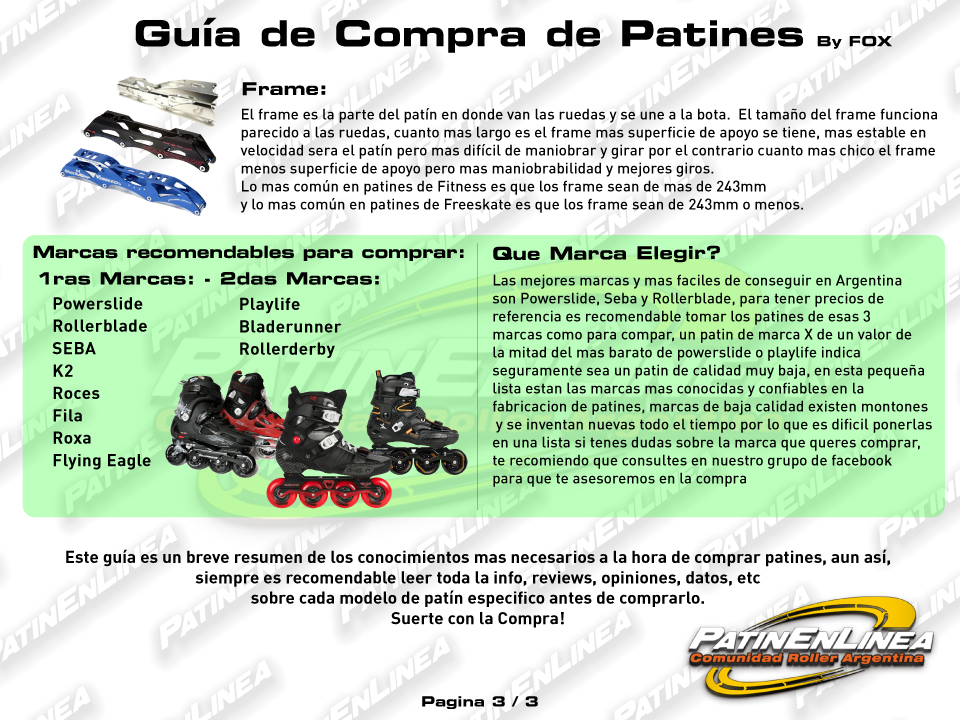 Guía de Compra de Patines By FOX
Frame:
El frame es la parte del patín en donde van las ruedas y se une a la bota. El tamaño del frame funciona
parecido a las ruedas, cuanto mas largo es el frame mas superficie de apoyo se tiene, mas estable en
velocidad sera el patín pero mas difícil de maniobrar y girar por el contrario cuanto mas chico el frame
menos superficie de apoyo pero mas maniobrabilidad y mejores giros.
Lo mas común en patines de Fitness es que los frame sean de mas de 243mm
y lo mas común en patines de Freeskate es que los frame sean de 243mm o menos.
Marcas recomendables para comprar:
1ras Marcas: - 2das Marcas:
Powerslide
Rollerblade
SEBA
K2
Roces
Fila
Roxa
Flying Eagle
Playlife
Bladerunner
Rollerderby
Que Marca Elegir?
Las mejores marcas y mas faciles de conseguir en Argentina
son Powerslide, Seba y Rollerblade, para tener precios de
referencia es recomendable tomar los patines de esas 3
marcas como para compar, un patin de marca X de un valor de
la mitad del mas barato de powerslide o playlife indica
seguramente sea un patin de calidad muy baja, en esta pequeña
lista estan las marcas mas conocidas y confiables en la
fabricacion de patines, marcas de baja calidad existen montones
y se inventan nuevas todo el tiempo por lo que es dificil ponerlas
en una lista si tenes dudas sobre la marca que queres comprar,
te recomiendo que consultes en nuestro grupo de facebook
para que te asesoremos en la compra
Este guía es un breve resumen de los conocimientos mas necesarios a la hora de comprar patines, aun así,
siempre es recomendable leer toda la info, reviews, opiniones, datos, etc
sobre cada modelo de patín especifico antes de comprarlo.
Suerte con la Compra!
PATINENLINEA
Comunidad Roller Argentina
Pagina 3 / 3